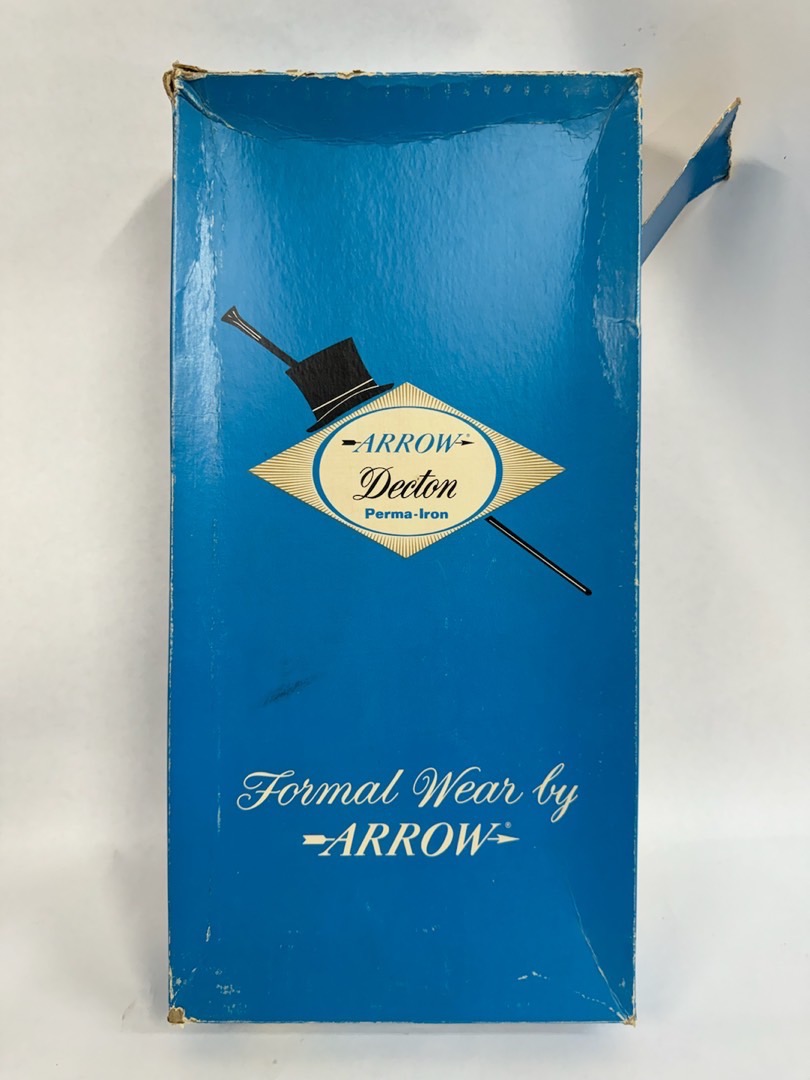 ARROW®
Decton
Perma-Iron
Formal Wear by
ARROW®